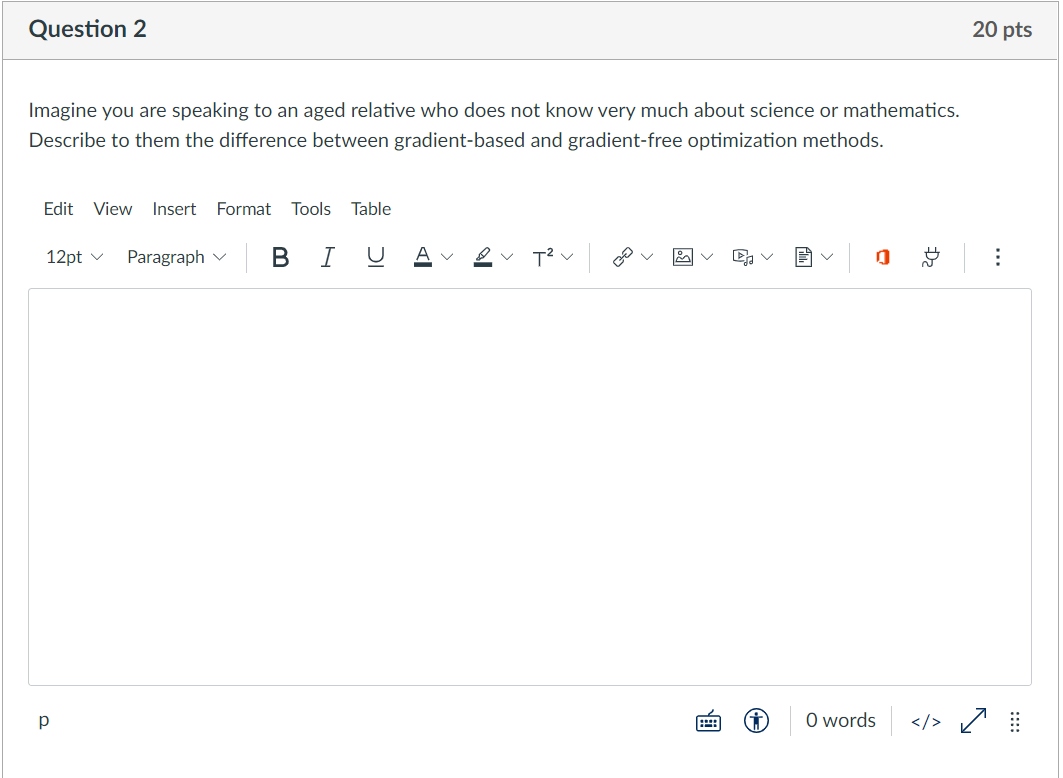 Question 2
20 pts
Imagine you are speaking to an aged relative who does not know very much about science or mathematics.
Describe to them the difference between gradient-based and gradient-free optimization methods.
Edit View Insert Format Tools Table
12pt Paragraph B I U A T²
p
0 words </>